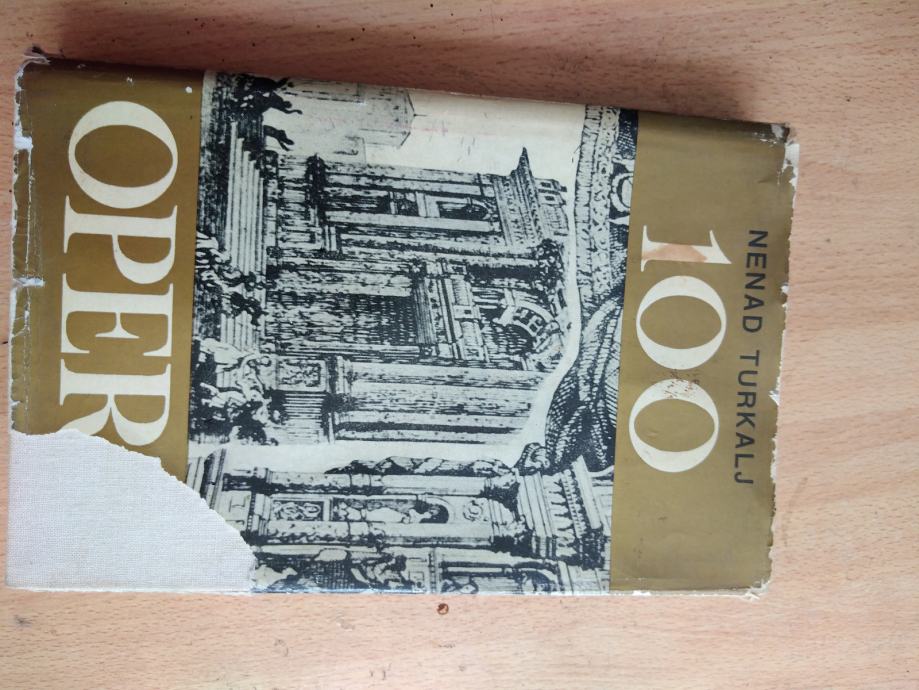 NENAD TURKALJ
100
OPER